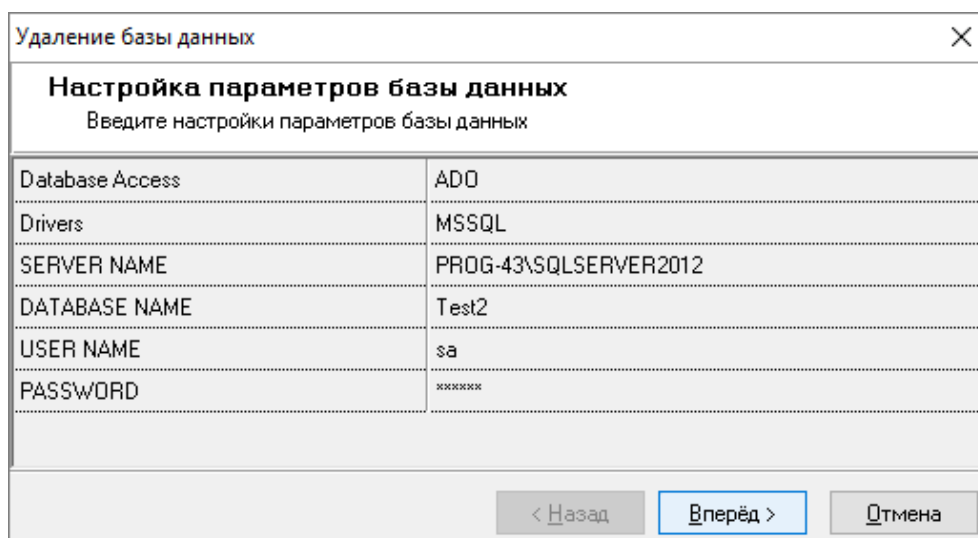 Удаление базы данных
Настройка параметров базы данных
Введите настройки параметров базы данных
Database Access ADO
Drivers MSSQL
SERVER NAME PROG-43\SQLSERVER2012
DATABASE NAME Test2
USER NAME sa
PASSWORD ******
< Назад Вперёд > Отмена